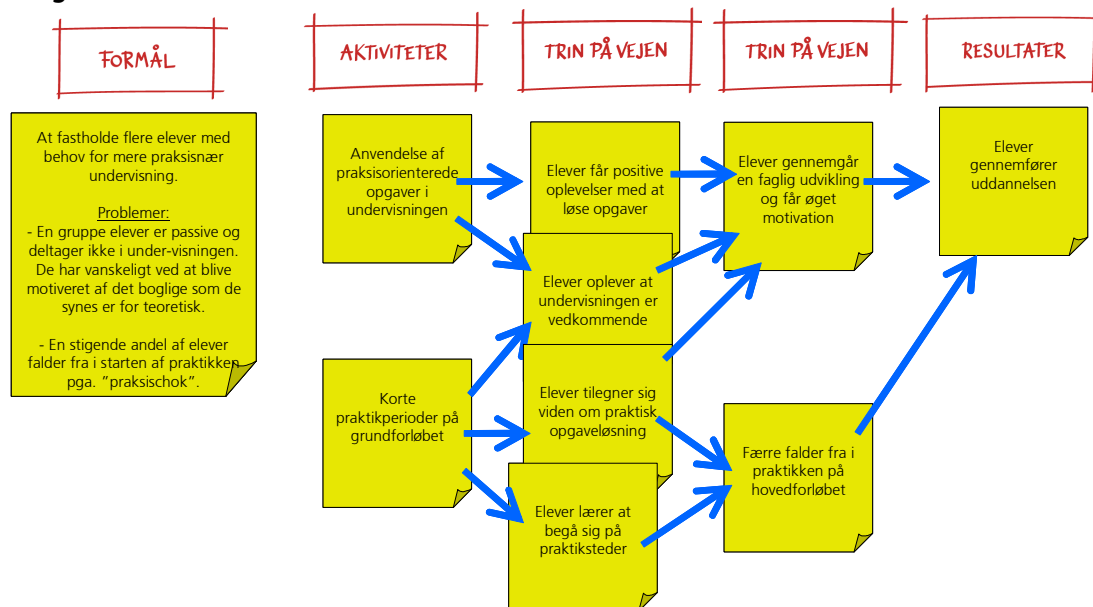 FORMÅL
AKTIVITETER
TRIN PÅ VEJEN
TRIN PÅ VEJEN
RESULTATER
At fastholde flere elever med
behov for mere praksisnær
undervisning.
Problemer:
- En gruppe elever er passive og
deltager ikke i under-visningen.
De har vanskeligt ved at blive
motiveret af det boglige som de
synes er for teoretisk.
- En stigende andel af elever
falder fra i starten af praktikken
pga. ”praksischok”.
Anvendelse af
praksisorienterede
opgaver i
undervisningen
Korte
praktikperioder på
grundforløbet
Elever får positive
oplevelser med at
løse opgaver
Elever oplever at
undervisningen er
vedkommende
Elever tilegner sig
viden om praktisk
opgaveløsning
Elever lærer at
begå sig på
praktiksteder
Elever gennemgår
en faglig udvikling
og får øget
motivation
Færre falder fra i
praktikken på
hovedforløbet
Elever
gennemfører
uddannelsen